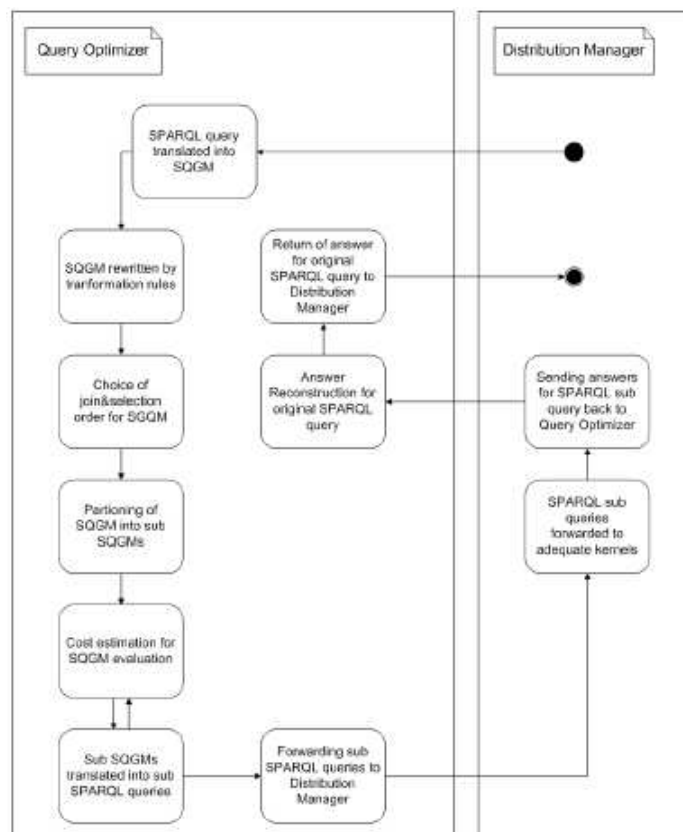 Query Optimizer
Distribution Manager
SPARQL query
translated into
SQGM
SQGM rewritten by
tranformation rules
Return of answer
for original
SPARQL query to
Distribution
Manager
Choice of
join&selection
order for SGQM
Answer
Reconstruction for
original SPARQL
query
Sending answers
for SPARQL sub
query back to
Query Optimizer
Partioning of
SQGM into sub
SQGMs
SPARQL sub
queries
forwarded to
adequate kernels
Cost estimation for
SQGM evaluation
Sub SQGMs
translated into sub
SPARQL queries
Forwarding sub
SPARQL queries to
Distribution
Manager